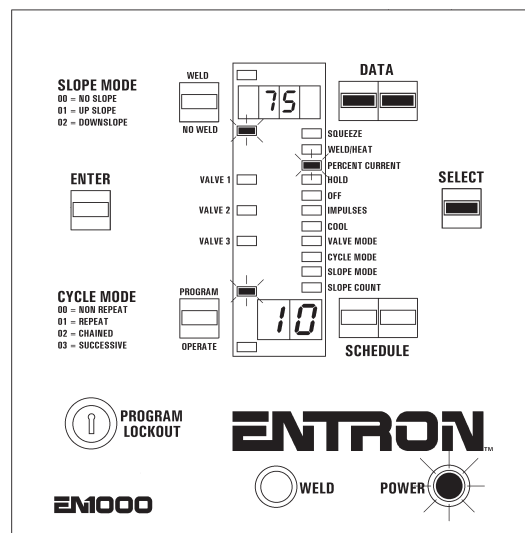 SLOPE MODE
00 = NO SLOPE
01 = UP SLOPE
02 = DOWNSLOPE
WELD
NO WELD
75
DATA
SQUEEZE
WELD/HEAT
PERCENT CURRENT
HOLD
OFF
IMPULSES
COOL
VALVE MODE
CYCLE MODE
SLOPE MODE
SLOPE COUNT
ENTER
VALVE 1
VALVE 2
VALVE 3
SELECT
CYCLE MODE
00 = NON REPEAT
01 = REPEAT
02 = CHAINED
03 = SUCCESSIVE
PROGRAM
OPERATE
10
SCHEDULE
PROGRAM
LOCKOUT
ENTRON™
EN1000
WELD
POWER